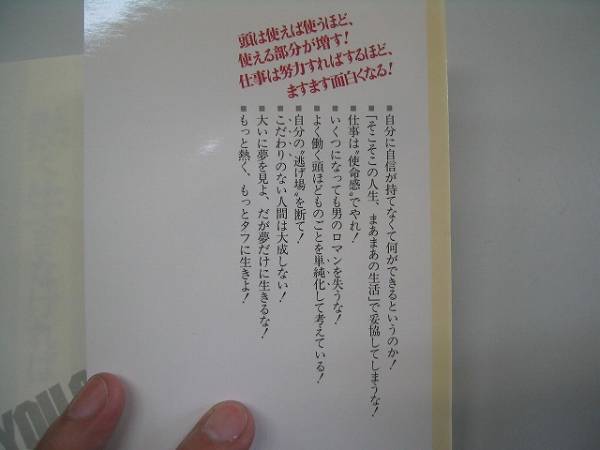 頭は使えば使うほど、
使える部分が増す！
仕事は努力すればするほど、
ますます面白くなる！
■自分に自信が持てなくて何ができるというのか！
■「そこそこの人生、まあまあの生活」で妥協してしまうな！
■仕事は〝使命感〟でやれ！
■いくつになっても男のロマンを失うな！
■よく働く頭ほどものごとを単純化して考えている！
■自分の〝逃げ場〟を断て！
■こだわりのない人間は大成しない！
■大いに夢を見よ、だが夢だけに生きるな！
■もっと熱く、もっとタフに生きよ！
YOU